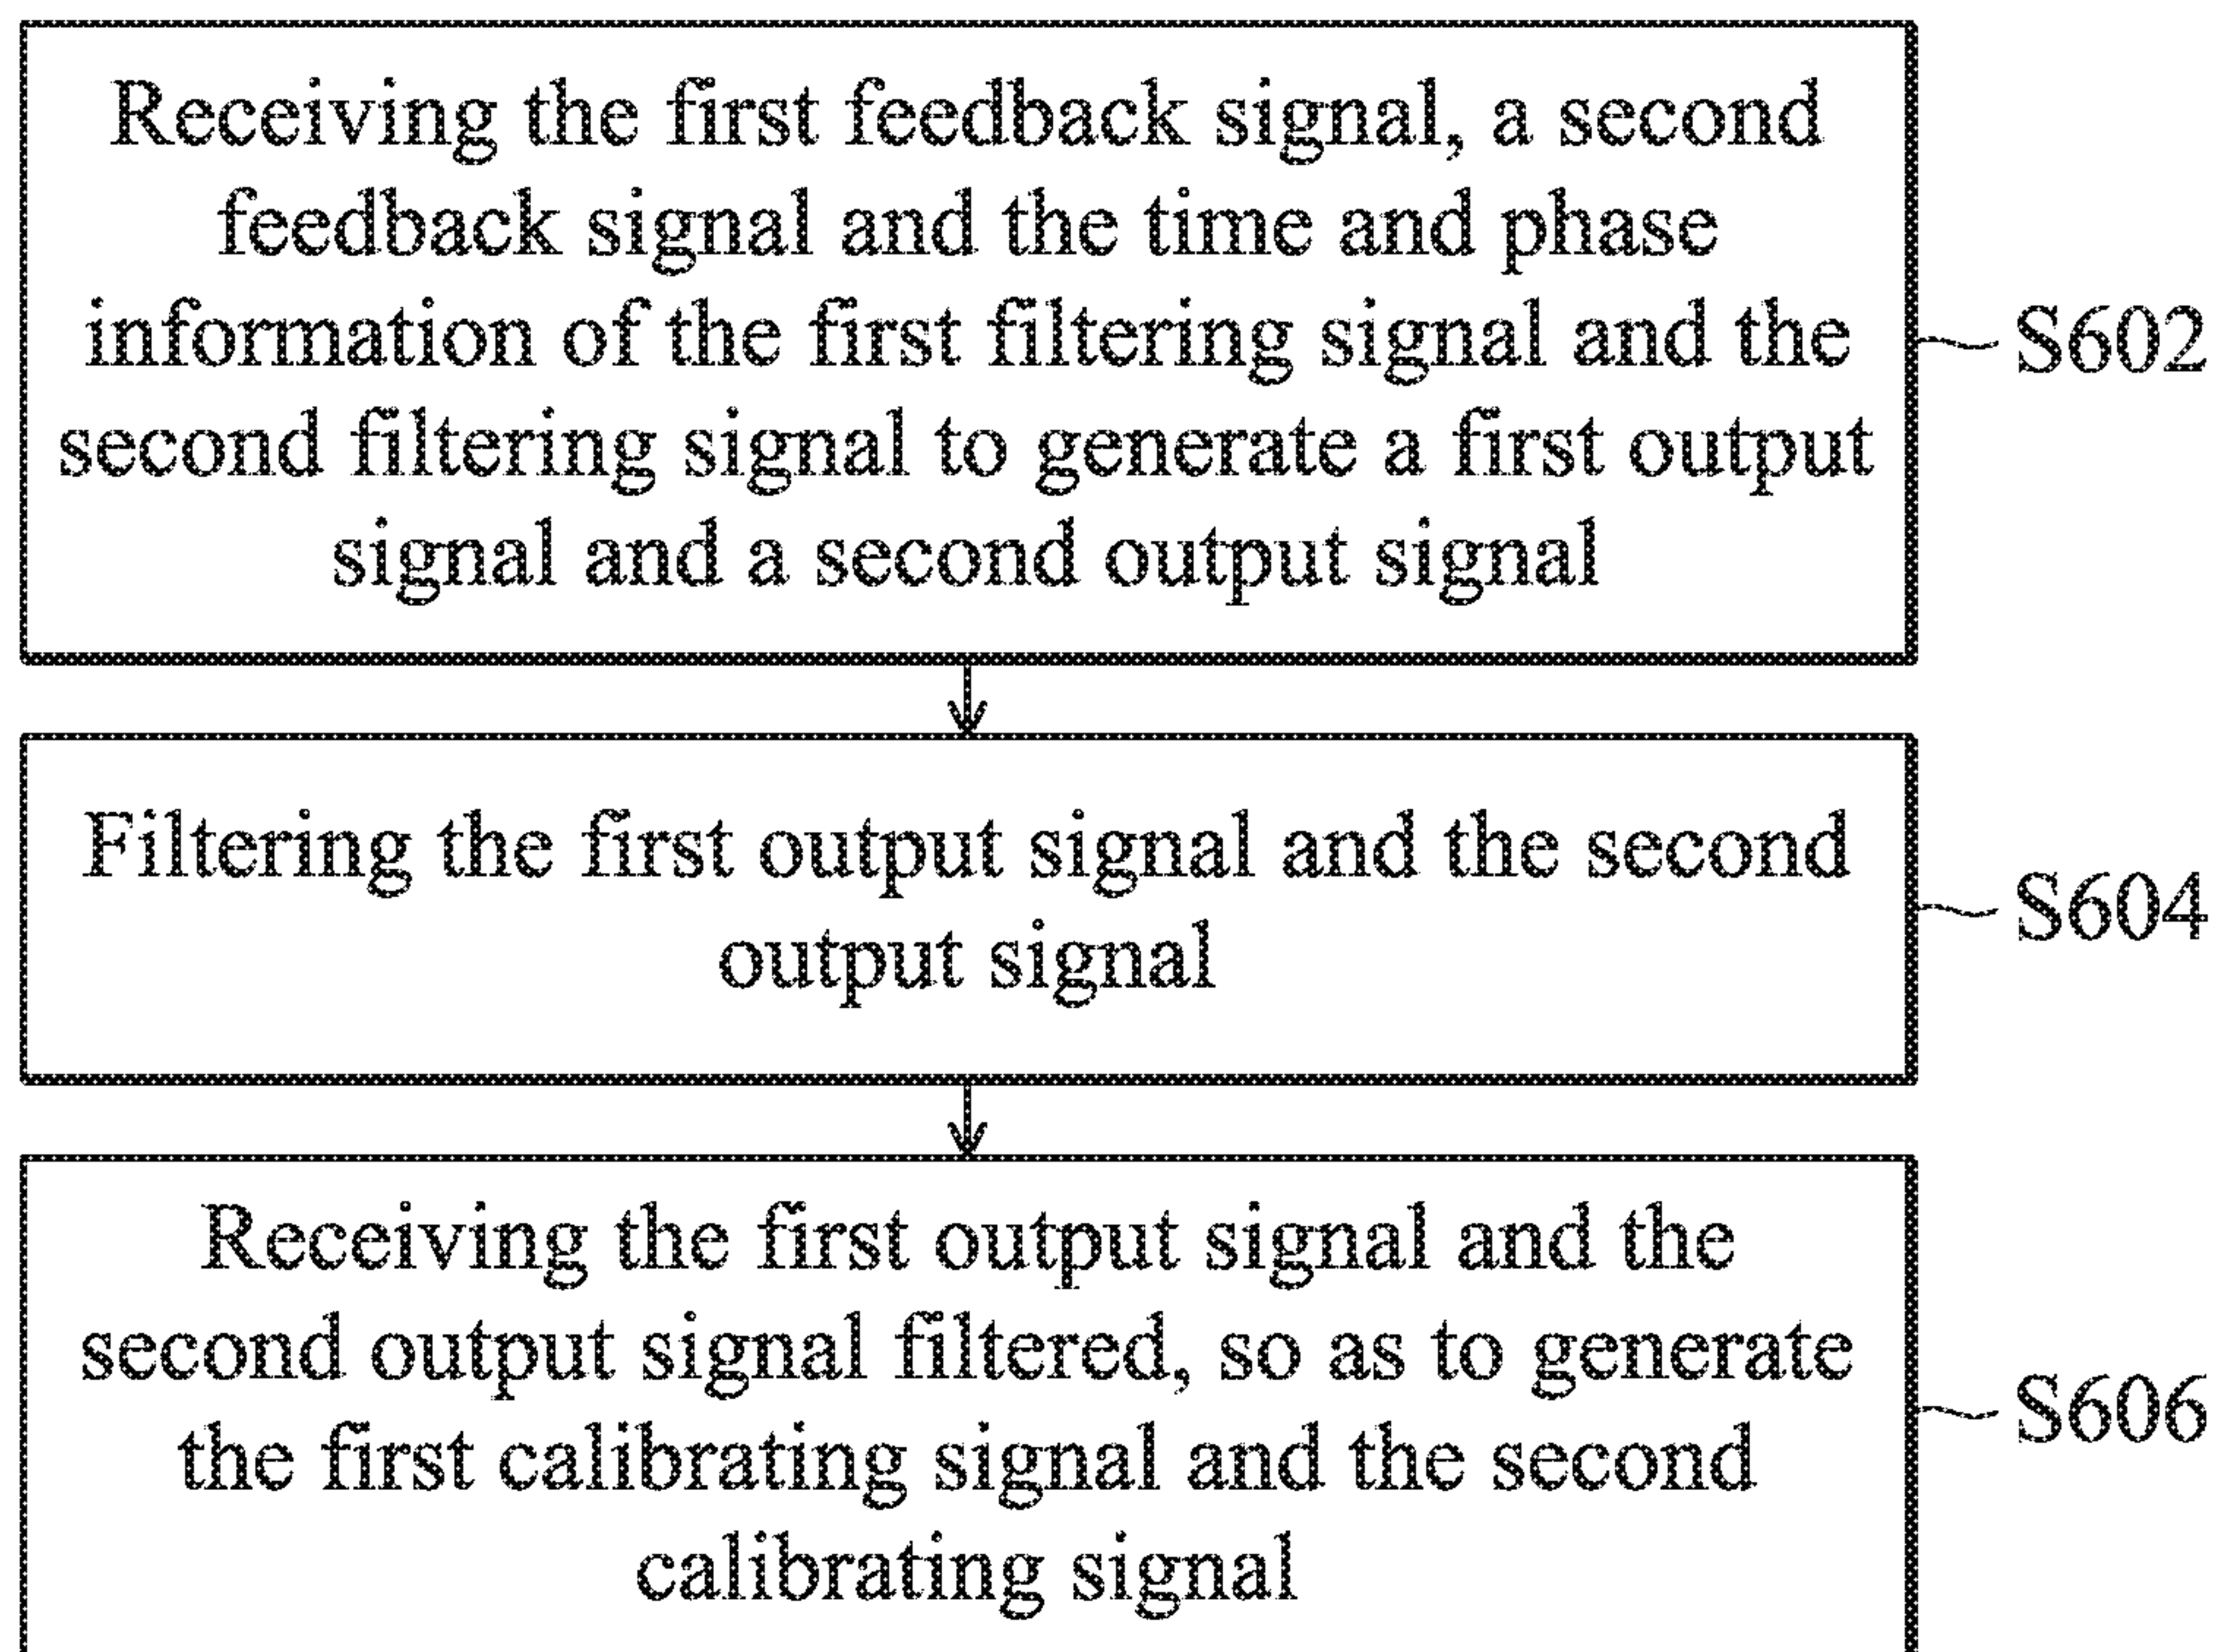 Receiving the first feedback signal, a second
feedback signal and the time and phase
information of the first filtering signal and the
second filtering signal to generate a first output
signal and a second output signal
S602
Filtering the first output signal and the second
output signal
S604
Receiving the first output signal and the
second output signal filtered, so as to generate
the first calibrating signal and the second
calibrating signal
S606